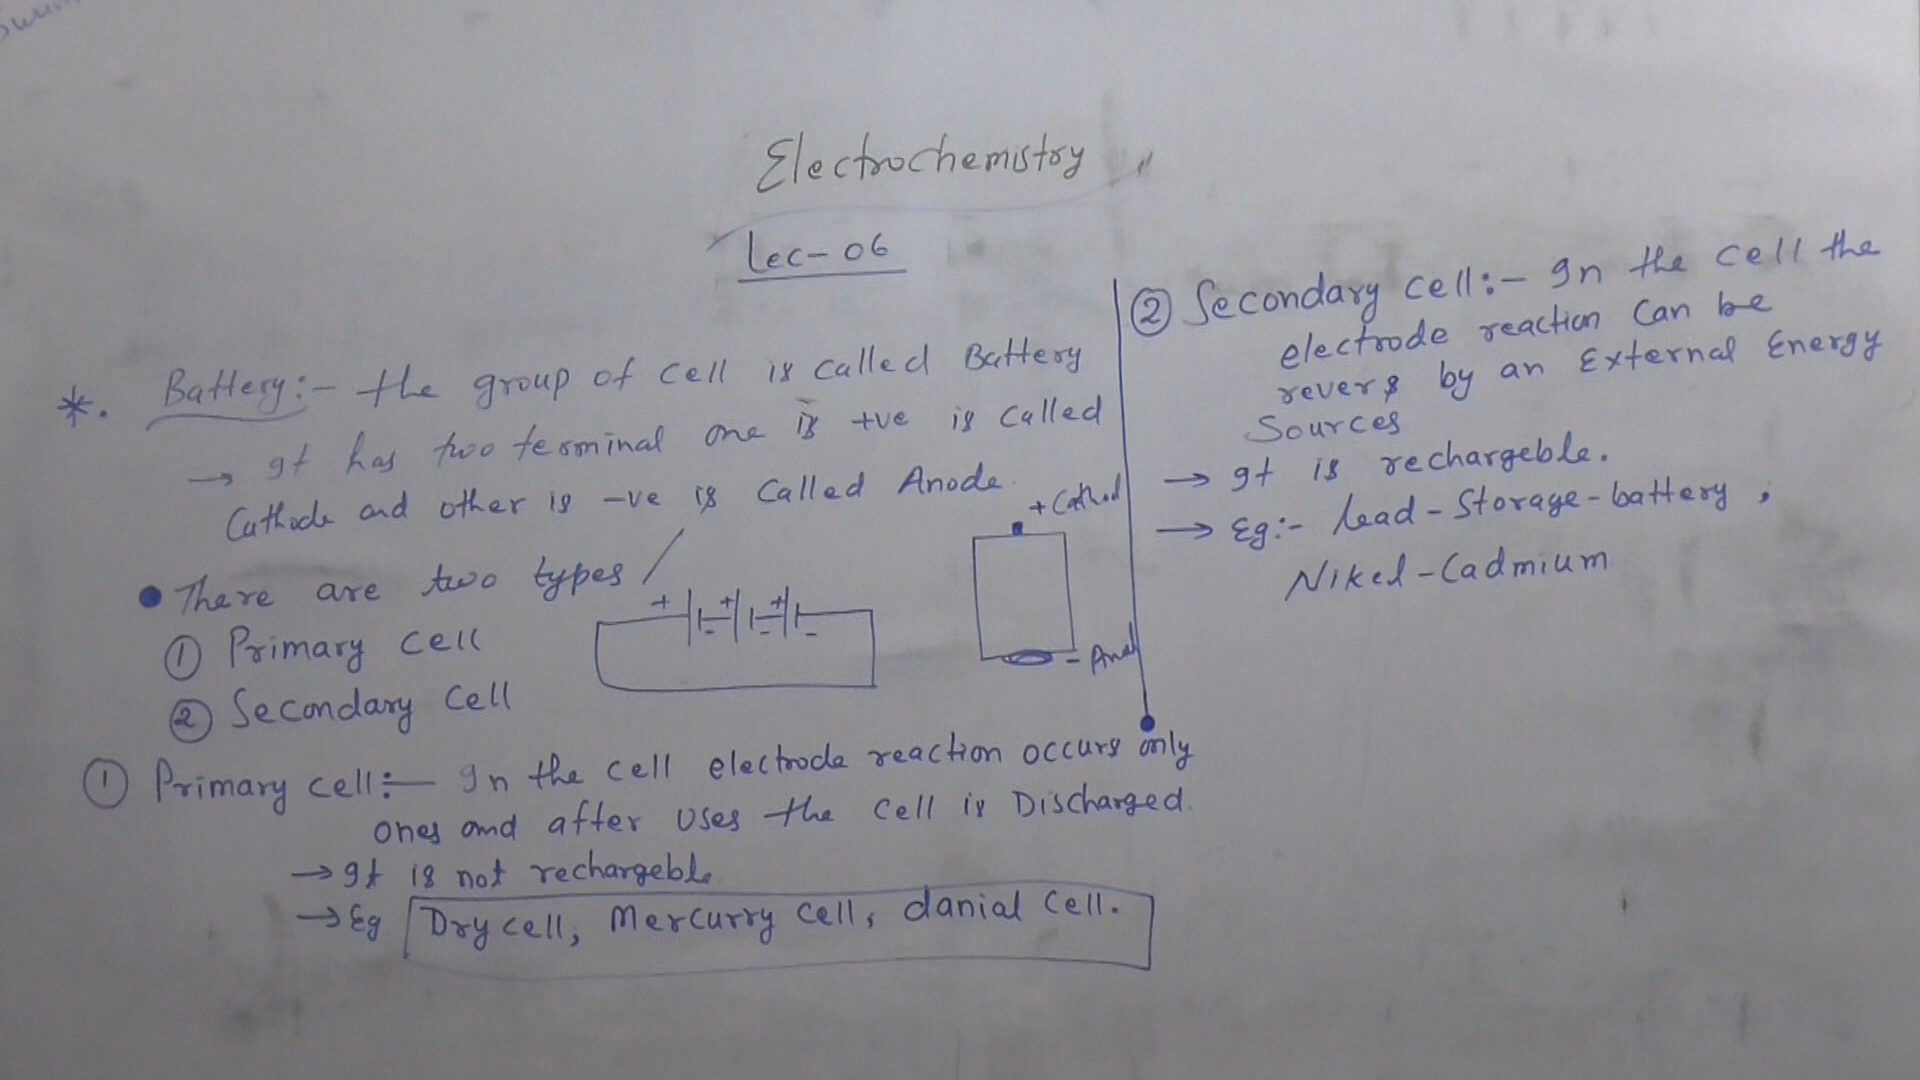 Electrochemistry
Lec-06
*. Battery:- the group of cell is called Battery
→ It has two terminal one is +ve is called
Cathode and other is -ve is called Anode.
• There are two types
① Primary cell
② Secondary Cell
+ + +
- - -
+ Cathod
- Anod
① Primary cell:- In the cell electrode reaction occurs only
ones and after uses the cell is Discharged.
→ It is not rechargeble
→ Eg Dry cell, Mercurry cell, danial cell.
② Secondary cell:- In the cell the
electrode reaction can be
revers by an External Energy
Sources
→ It is rechargeble.
→ Eg:- lead-Storage-battery,
Nikel-Cadmium